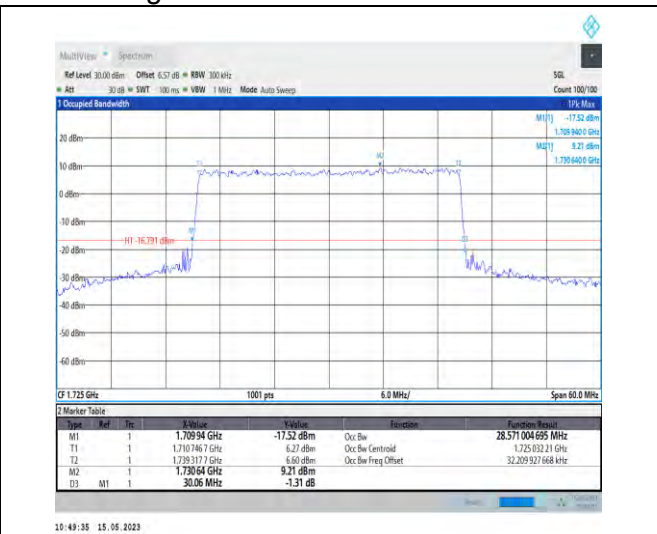 MultiView Spectrum
Ref Level 30.00 dBm Offset 6.57 dB RBW 300 kHz SGL
Att 30 dB SWT 100 ms VBW 1 MHz Mode Auto Sweep Count 100/100
1 Occupied Bandwidth 1Pk Max
M1[1] -17.52 dBm
1.709 940 0 GHz
M2[1] 9.21 dBm
1.730 640 0 GHz
20 dBm
10 dBm
0 dBm
-10 dBm
-20 dBm
-30 dBm
-40 dBm
-50 dBm
-60 dBm
T1
M2
T2
M1
H1 -16.791 dBm
D3
CF 1.725 GHz 1001 pts 6.0 MHz/ Span 60.0 MHz
2 Marker Table
Type Ref Trc X-Value Y-Value Function Function Result
M1 1 1.709 94 GHz -17.52 dBm Occ Bw 28.571 004 695 MHz
T1 1 1.710 746 7 GHz 6.27 dBm Occ Bw Centroid 1.725 032 21 GHz
T2 1 1.739 317 7 GHz 6.60 dBm Occ Bw Freq Offset 32.209 927 668 kHz
M2 1 1.730 64 GHz 9.21 dBm
D3 M1 1 30.06 MHz -1.31 dB
10:49:35 15.05.2023